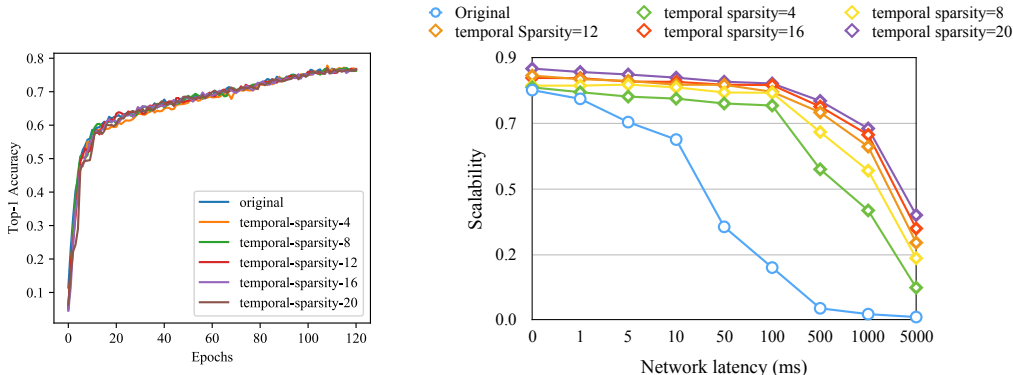 Original
temporal sparsity=4
temporal sparsity=8
temporal Sparsity=12
temporal sparsity=16
temporal sparsity=20
Top-1 Accuracy
0.8
0.7
0.6
0.5
0.4
0.3
0.2
0.1
original
temporal-sparsity-4
temporal-sparsity-8
temporal-sparsity-12
temporal-sparsity-16
temporal-sparsity-20
0 20 40 60 80 100 120
Epochs
Scalability
0.9
0.7
0.5
0.2
0.0
0 1 5 10 50 100 500 1000 5000
Network latency (ms)